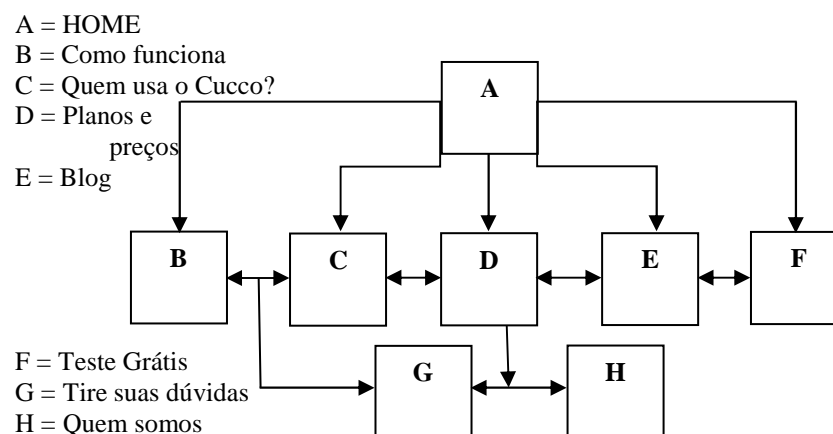 A = HOME
B = Como funciona
C = Quem usa o Cucco?
D = Planos e
preços
E = Blog
A
B
C
D
E
F
F = Teste Grátis
G = Tire suas dúvidas
H = Quem somos
G
H